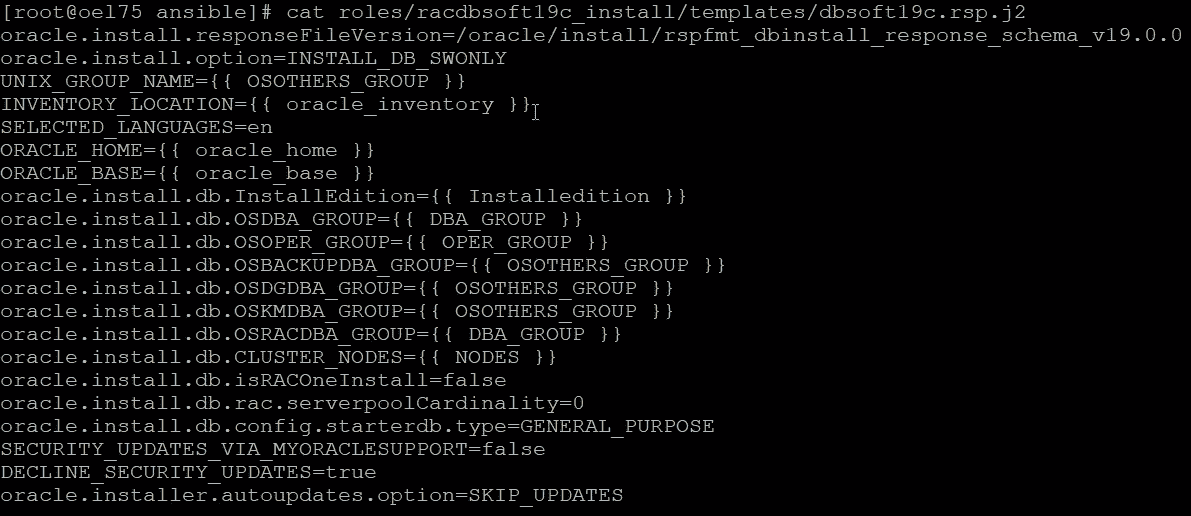 [root@oel75 ansible]# cat roles/racdbsoft19c_install/templates/dbsoft19c.rsp.j2
oracle.install.responseFileVersion=/oracle/install/rspfmt_dbinstall_response_schema_v19.0.0
oracle.install.option=INSTALL_DB_SWONLY
UNIX_GROUP_NAME={{ OSOTHERS_GROUP }}
INVENTORY_LOCATION={{ oracle_inventory }}
SELECTED_LANGUAGES=en
ORACLE_HOME={{ oracle_home }}
ORACLE_BASE={{ oracle_base }}
oracle.install.db.InstallEdition={{ Installedition }}
oracle.install.db.OSDBA_GROUP={{ DBA_GROUP }}
oracle.install.db.OSOPER_GROUP={{ OPER_GROUP }}
oracle.install.db.OSBACKUPDBA_GROUP={{ OSOTHERS_GROUP }}
oracle.install.db.OSDGDBA_GROUP={{ OSOTHERS_GROUP }}
oracle.install.db.OSKMDBA_GROUP={{ OSOTHERS_GROUP }}
oracle.install.db.OSRACDBA_GROUP={{ DBA_GROUP }}
oracle.install.db.CLUSTER_NODES={{ NODES }}
oracle.install.db.isRACOneInstall=false
oracle.install.db.rac.serverpoolCardinality=0
oracle.install.db.config.starterdb.type=GENERAL_PURPOSE
SECURITY_UPDATES_VIA_MYORACLESUPPORT=false
DECLINE_SECURITY_UPDATES=true
oracle.installer.autoupdates.option=SKIP_UPDATES